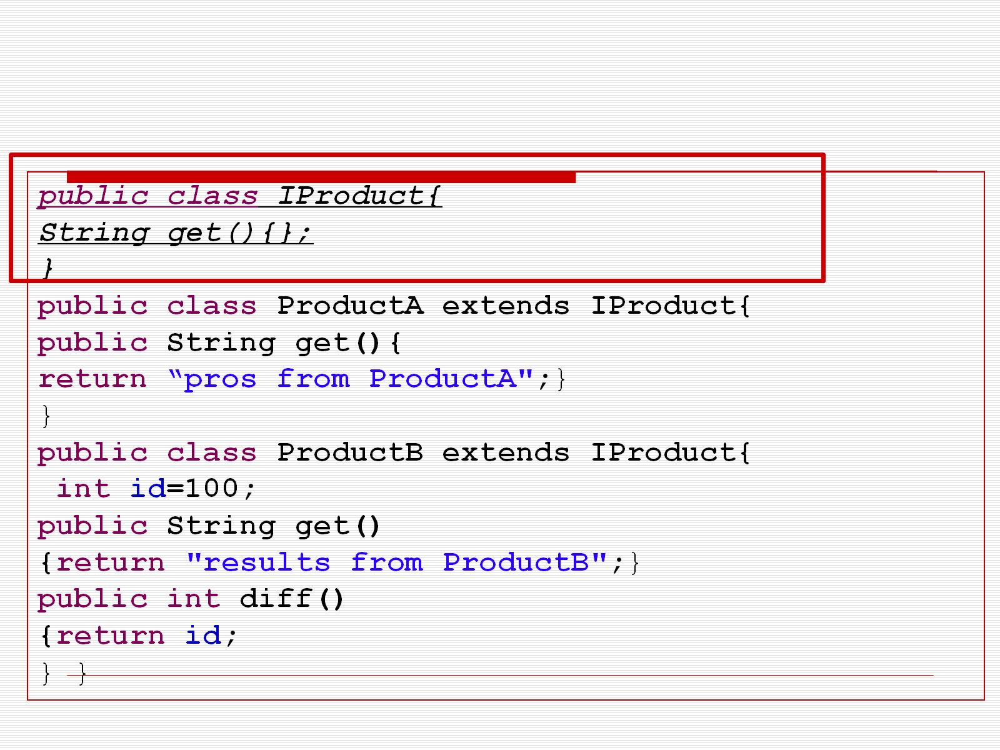 public class IProduct{
String get(){};
}
public class ProductA extends IProduct{
public String get(){
return “pros from ProductA";}
}
public class ProductB extends IProduct{
int id=100;
public String get()
{return "results from ProductB";}
public int diff()
{return id;
} }